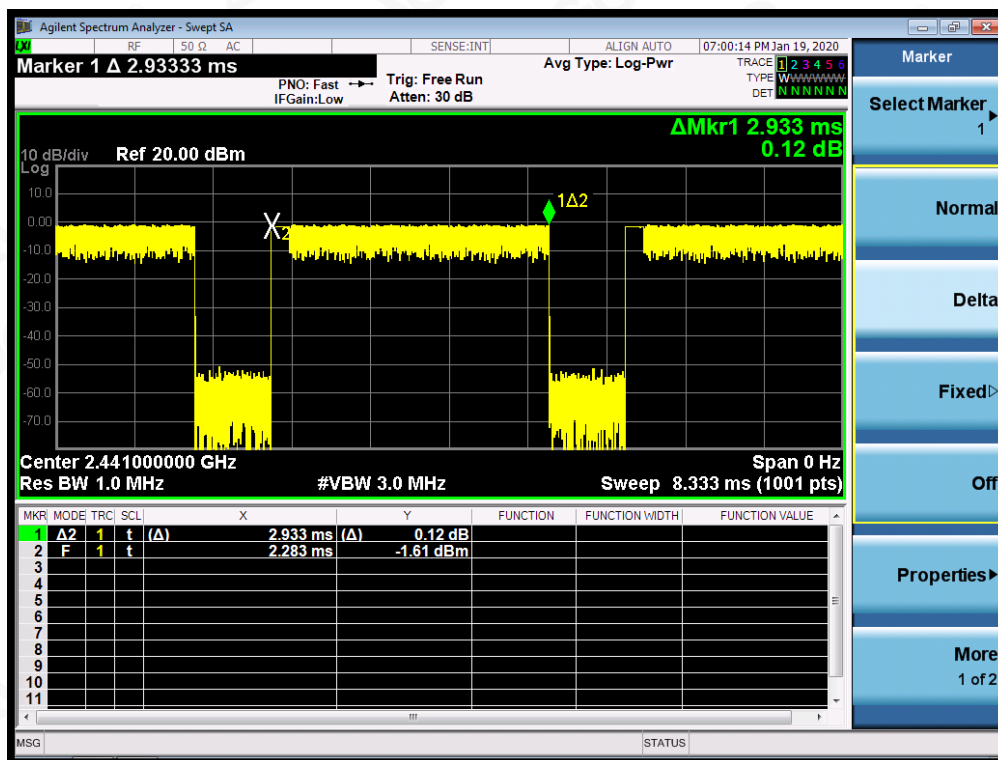 Agilent Spectrum Analyzer - Swept SA
LXI RF 50 Ω AC SENSE:INT ALIGN AUTO 07:00:14 PM Jan 19, 2020
Marker 1 Δ 2.93333 ms
PNO: Fast
IFGain:Low
Trig: Free Run
Atten: 30 dB
Avg Type: Log-Pwr
TRACE 1 2 3 4 5 6
TYPE WWWWWWW
DET N N N N N N
ΔMkr1 2.933 ms
0.12 dB
10 dB/div Ref 20.00 dBm
Log
10.0
0.00
-10.0
-20.0
-30.0
-40.0
-50.0
-60.0
-70.0
X2
1Δ2
Center 2.441000000 GHz Span 0 Hz
Res BW 1.0 MHz #VBW 3.0 MHz Sweep 8.333 ms (1001 pts)
MKR MODE TRC SCL X Y FUNCTION FUNCTION WIDTH FUNCTION VALUE
1 Δ2 1 t (Δ) 2.933 ms (Δ) 0.12 dB
2 F 1 t 2.283 ms -1.61 dBm
3
4
5
6
7
8
9
10
11
MSG STATUS
Marker
Select Marker
1
Normal
Delta
Fixed
Off
Properties
More
1 of 2